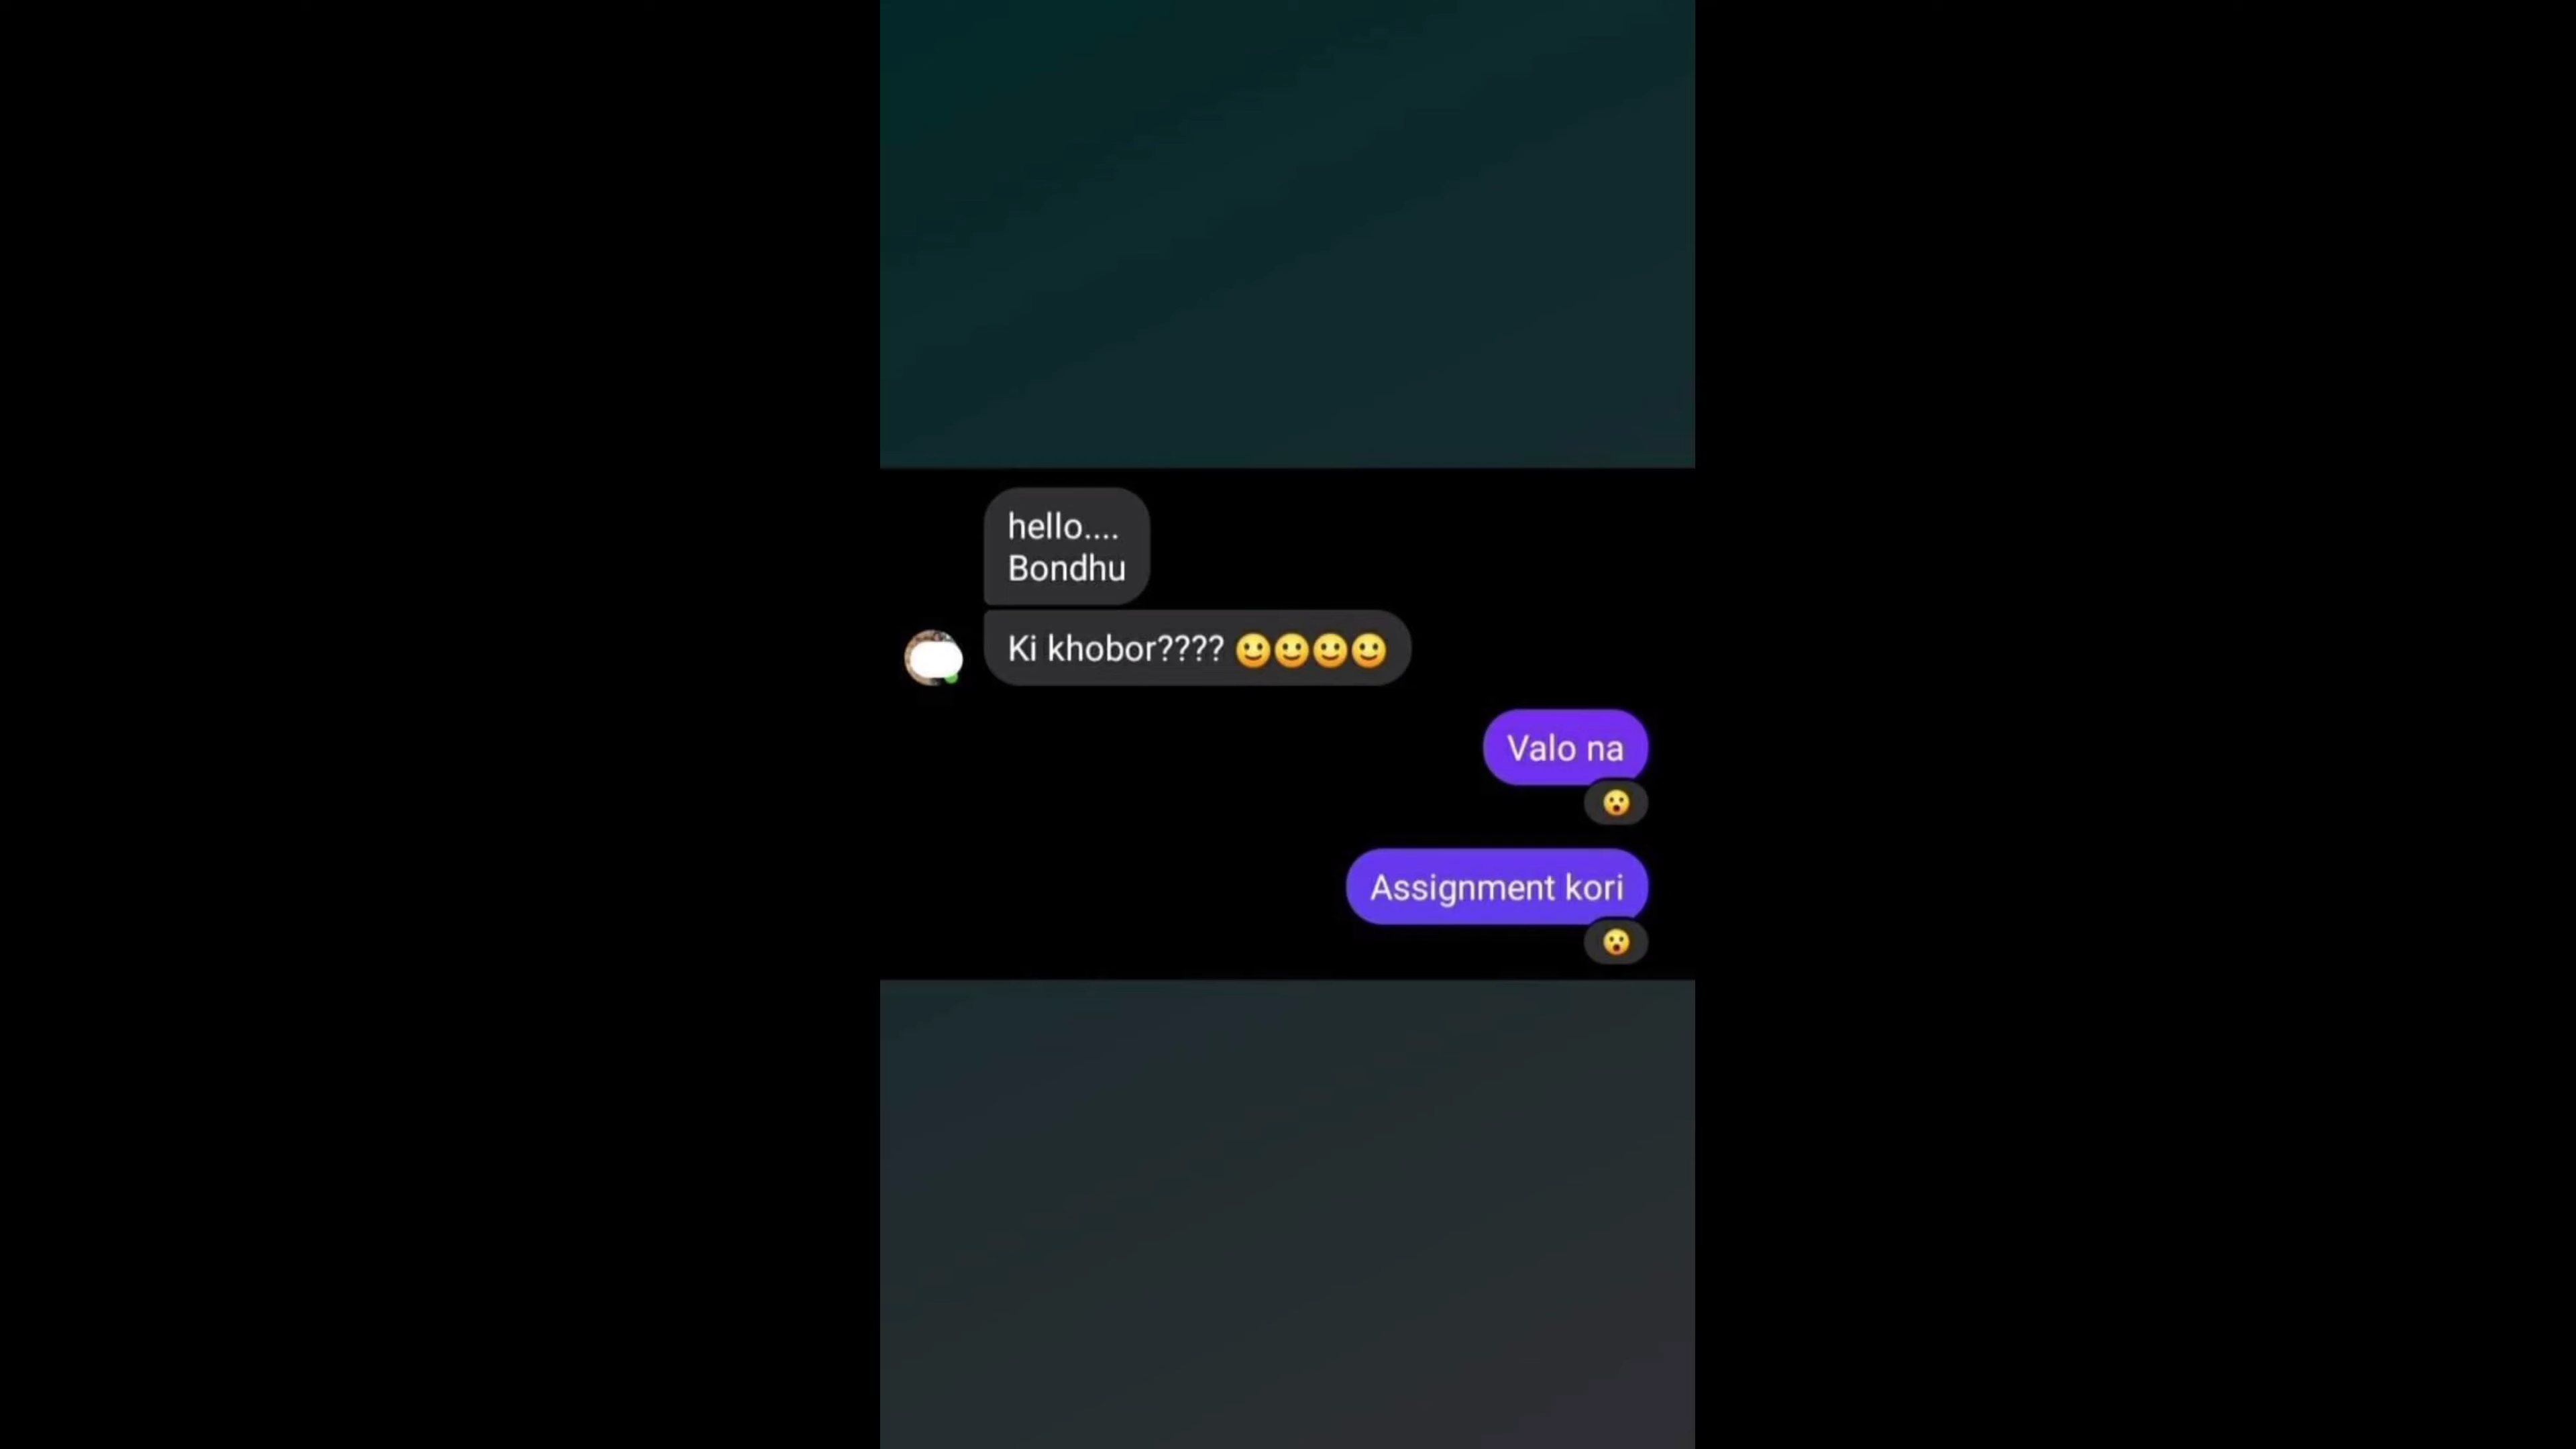 hello....
Bondhu
Ki khobor???? 🙂🙂🙂🙂
Valo na
😮
Assignment kori
😮